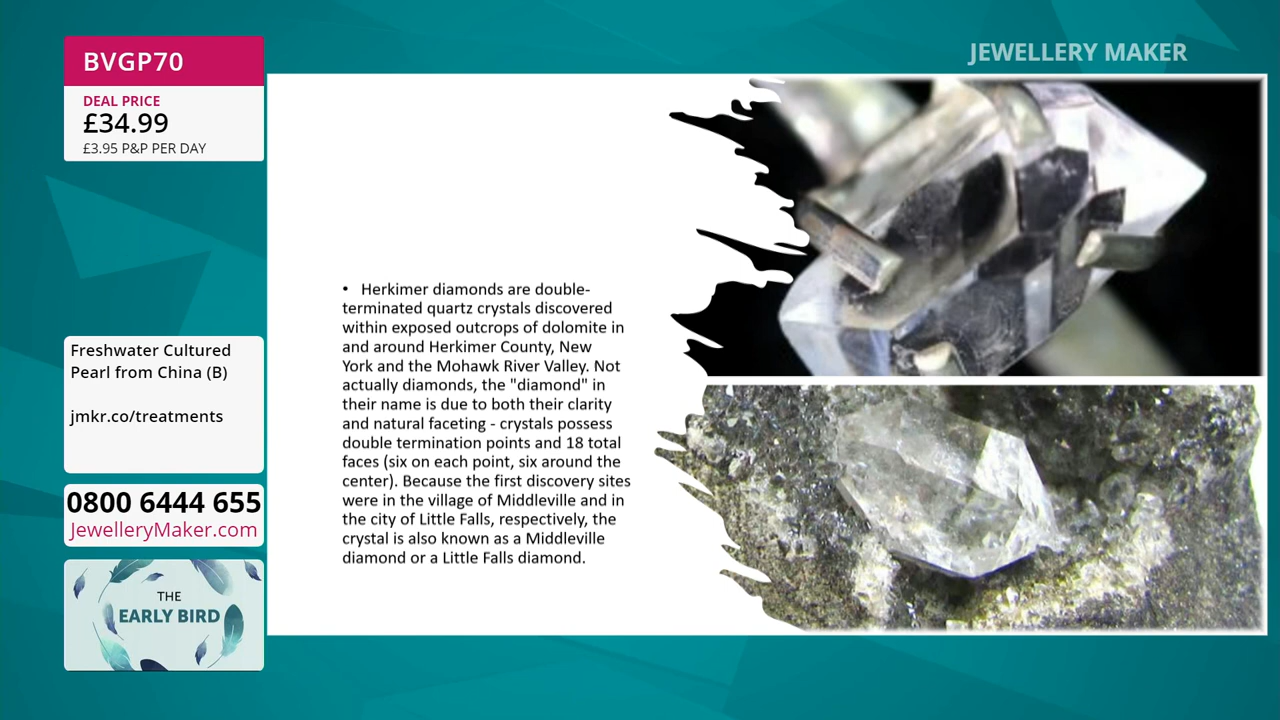 BVGP70
DEAL PRICE
£34.99
£3.95 P&P PER DAY
JEWELLERY MAKER
• Herkimer diamonds are double-
terminated quartz crystals discovered
within exposed outcrops of dolomite in
and around Herkimer County, New
York and the Mohawk River Valley. Not
actually diamonds, the "diamond" in
their name is due to both their clarity
and natural faceting - crystals possess
double termination points and 18 total
faces (six on each point, six around the
center). Because the first discovery sites
were in the village of Middleville and in
the city of Little Falls, respectively, the
crystal is also known as a Middleville
diamond or a Little Falls diamond.
Freshwater Cultured
Pearl from China (B)
jmkr.co/treatments
0800 6444 655
JewelleryMaker.com
THE
EARLY BIRD